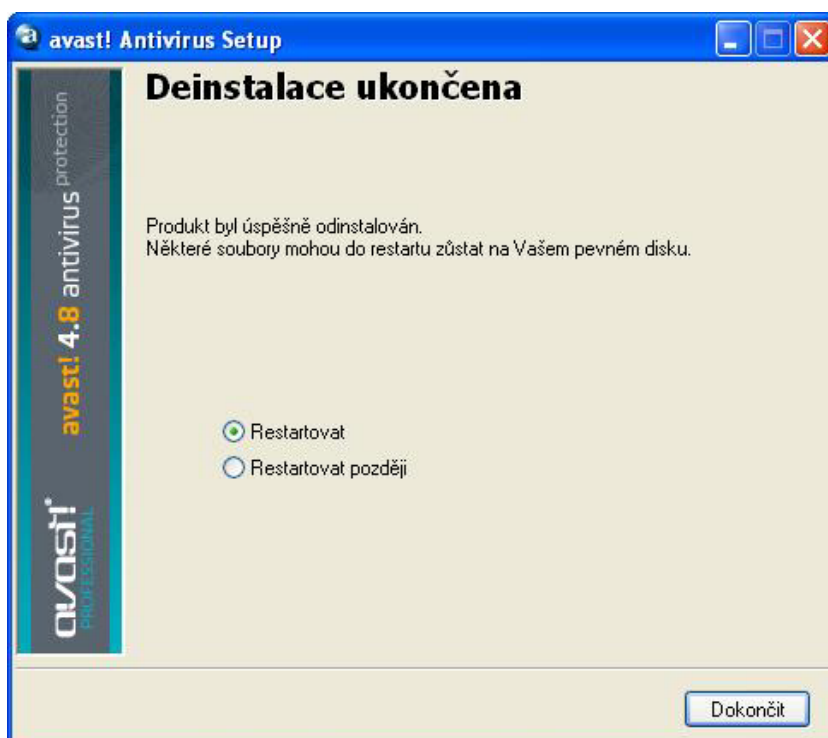 avast! Antivirus Setup
Deinstalace ukončena
avast! 4.8 antivirus protection
avast!
PROFESSIONAL
Produkt byl úspěšně odinstalován.
Některé soubory mohou do restartu zůstat na Vašem pevném disku.
Restartovat
Restartovat později
Dokončit